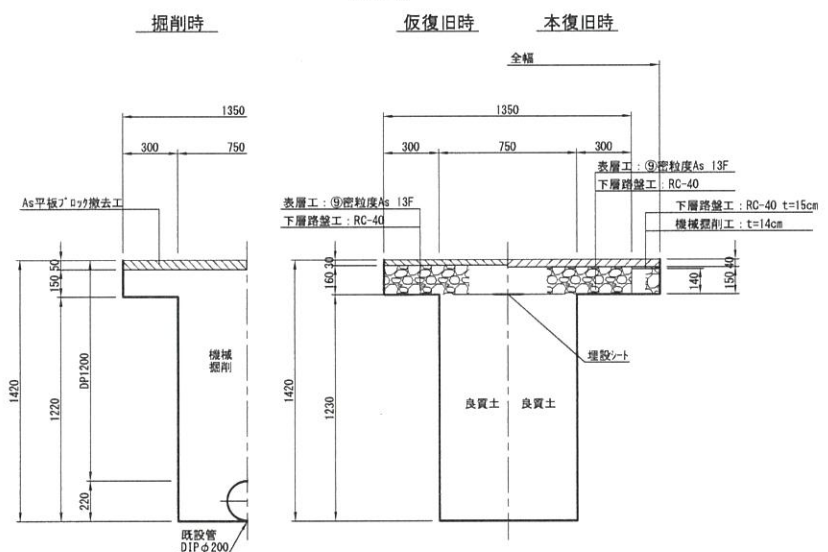 掘削時
仮復旧時
本復旧時
全幅
1350
1350
300
750
300
750
300
表層工：⑨密粒度As 13F
下層路盤工：RC-40
As平板ﾌﾞﾛｯｸ撤去工
表層工：⑨密粒度As 13F
下層路盤工：RC-40
下層路盤工：RC-40 t=15cm
機械掘削工：t=14cm
50
150
30
160
40
140
150
機械
掘削
DP1200
1420
1220
埋設ｼｰﾄ
1420
1230
良質土
良質土
220
既設管
DIPφ200